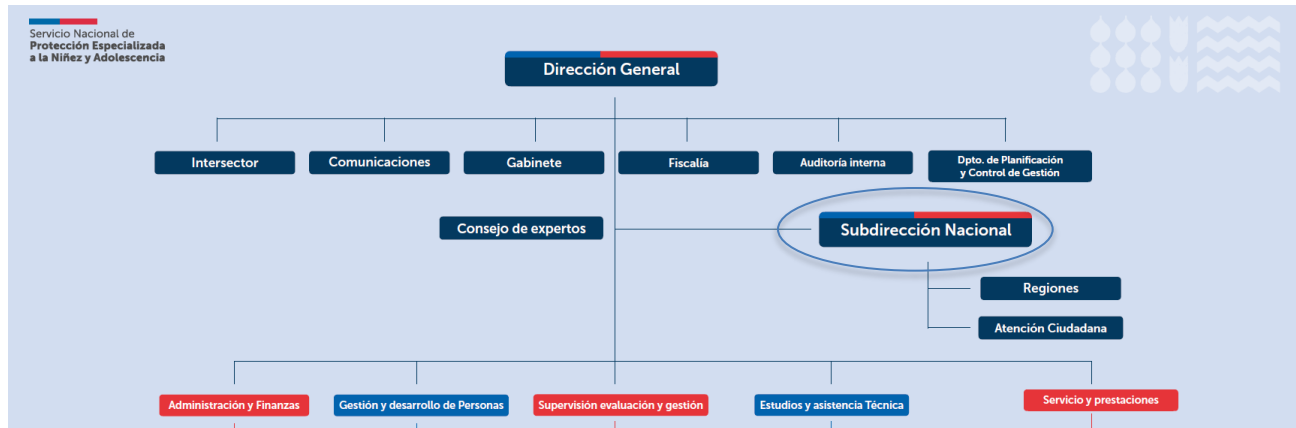 Servicio Nacional de
Protección Especializada
a la Niñez y Adolescencia
Dirección General
Intersector
Comunicaciones
Gabinete
Fiscalía
Auditoría interna
Dpto. de Planificación
y Control de Gestión
Consejo de expertos
Subdirección Nacional
Regiones
Atención Ciudadana
Administración y Finanzas
Gestión y desarrollo de Personas
Supervisión evaluación y gestión
Estudios y asistencia Técnica
Servicio y prestaciones